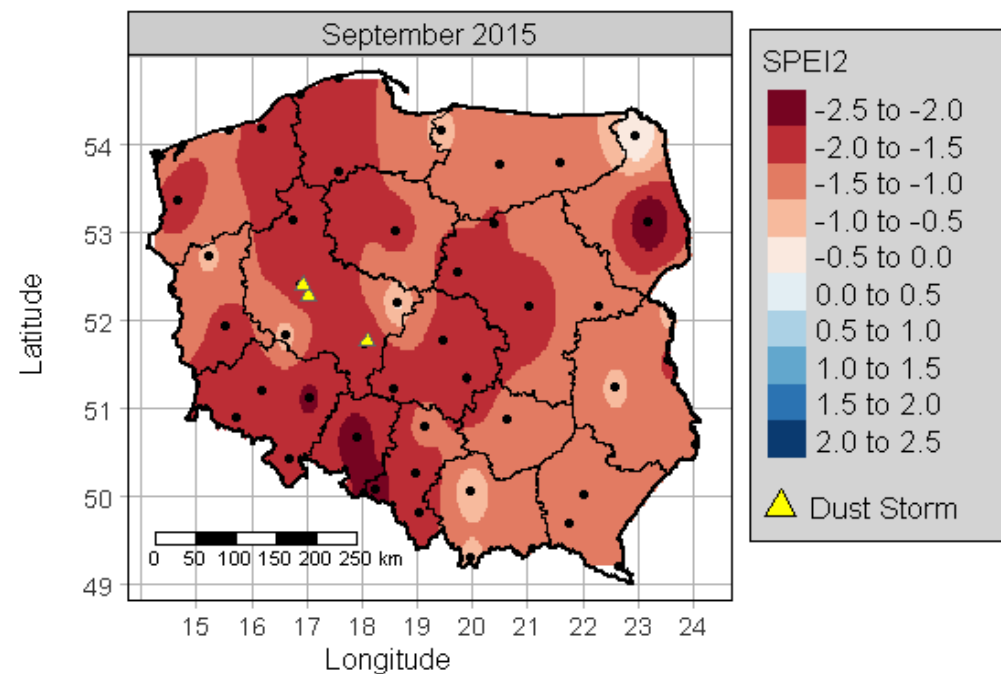 September 2015
Latitude
54
53
52
51
50
49
0 50 100 150 200 250 km
15 16 17 18 19 20 21 22 23 24
Longitude
SPEI2
-2.5 to -2.0
-2.0 to -1.5
-1.5 to -1.0
-1.0 to -0.5
-0.5 to 0.0
0.0 to 0.5
0.5 to 1.0
1.0 to 1.5
1.5 to 2.0
2.0 to 2.5
Dust Storm